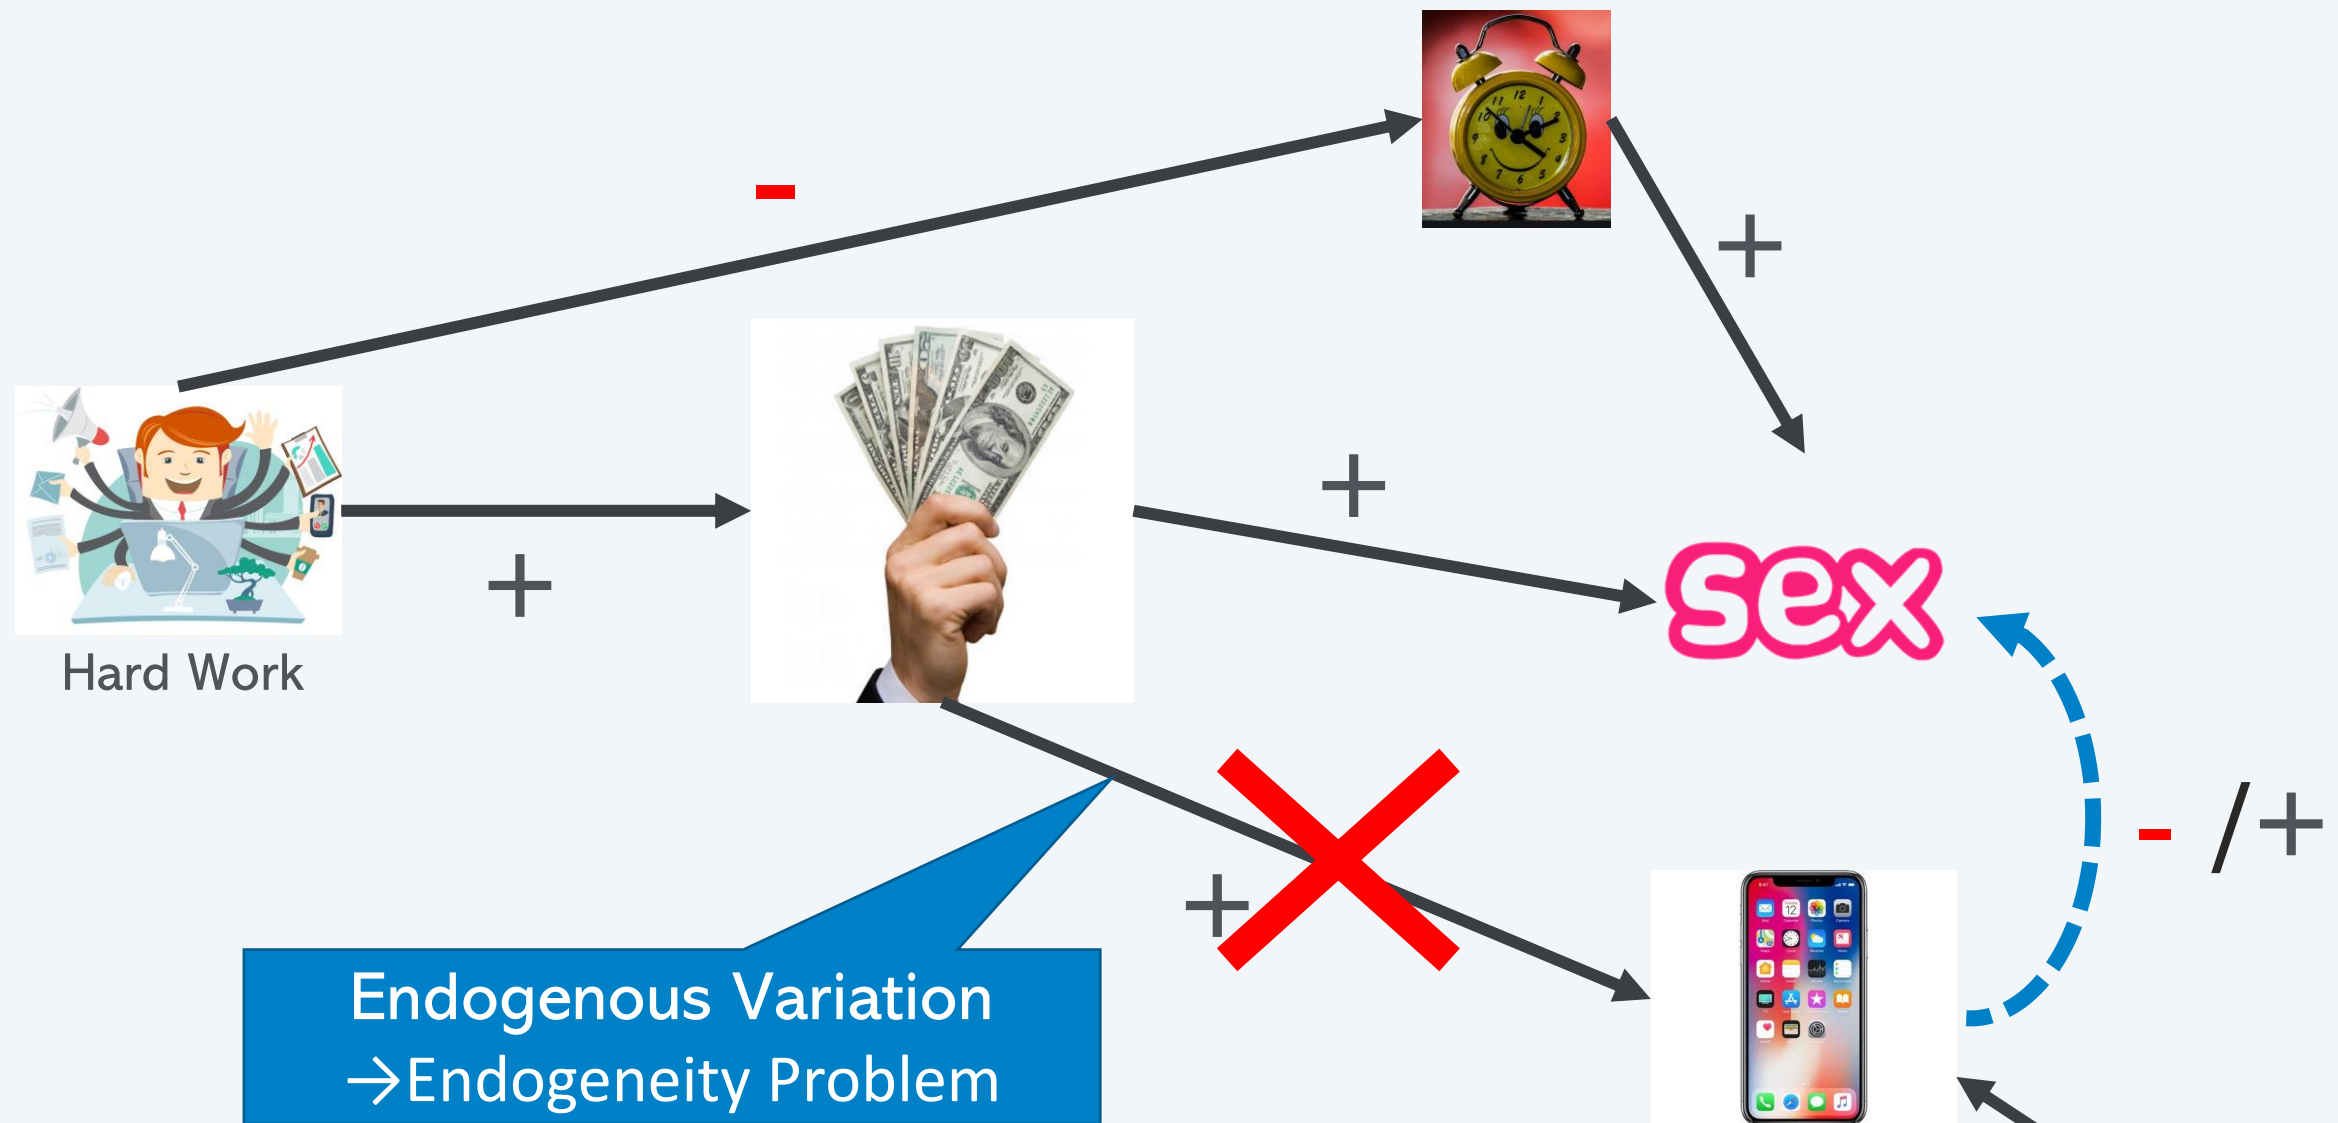 -
+
+
+
Hard Work
sex
+
- /+
Endogenous Variation
→Endogeneity Problem